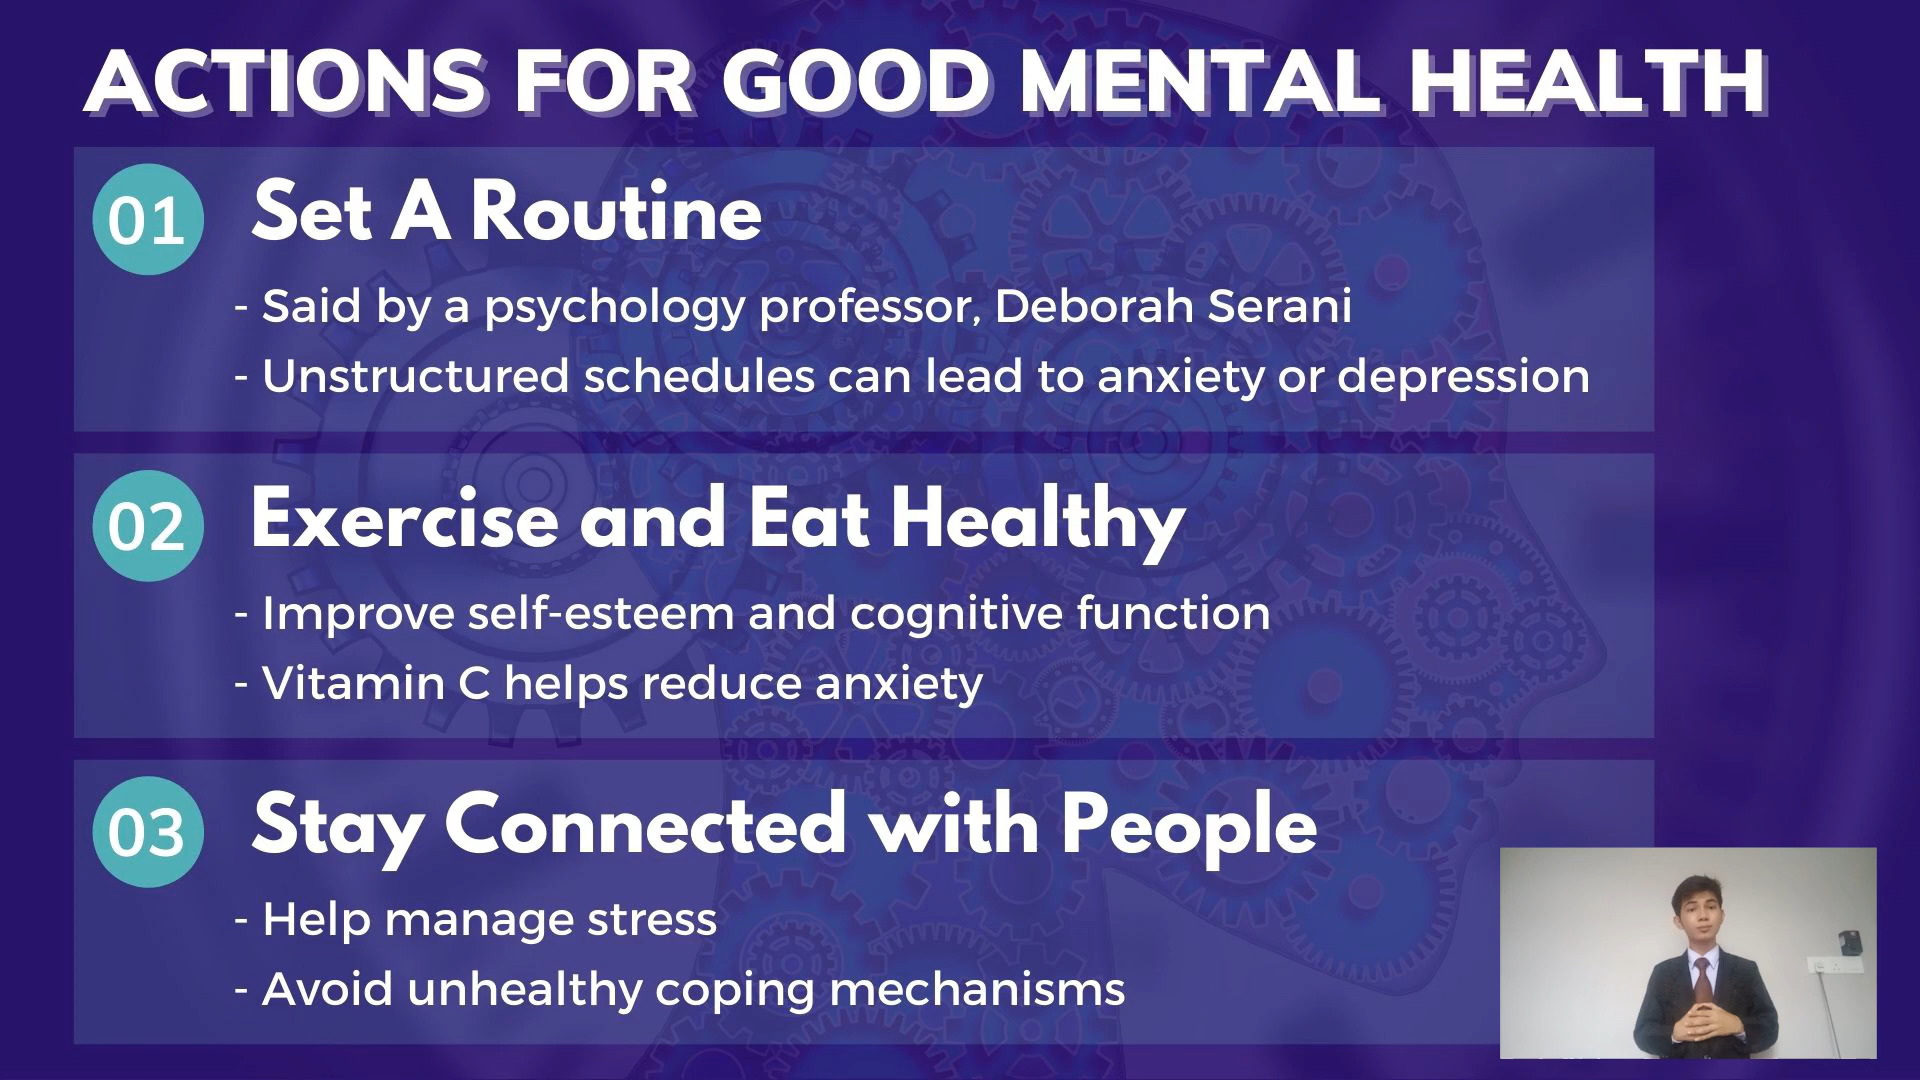 ACTIONS FOR GOOD MENTAL HEALTH
01 Set A Routine
- Said by a psychology professor, Deborah Serani
- Unstructured schedules can lead to anxiety or depression
02 Exercise and Eat Healthy
- Improve self-esteem and cognitive function
- Vitamin C helps reduce anxiety
03 Stay Connected with People
- Help manage stress
- Avoid unhealthy coping mechanisms